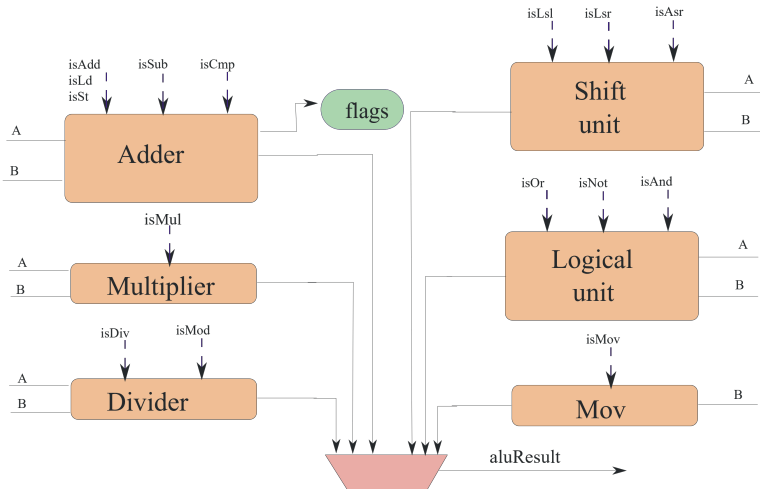 isAdd
isLd
isSt
isSub
isCmp
A
B
Adder
flags
isMul
A
B
Multiplier
isDiv
isMod
A
B
Divider
isLsl
isLsr
isAsr
Shift
unit
A
B
isOr
isNot
isAnd
Logical
unit
A
B
isMov
Mov
B
aluResult